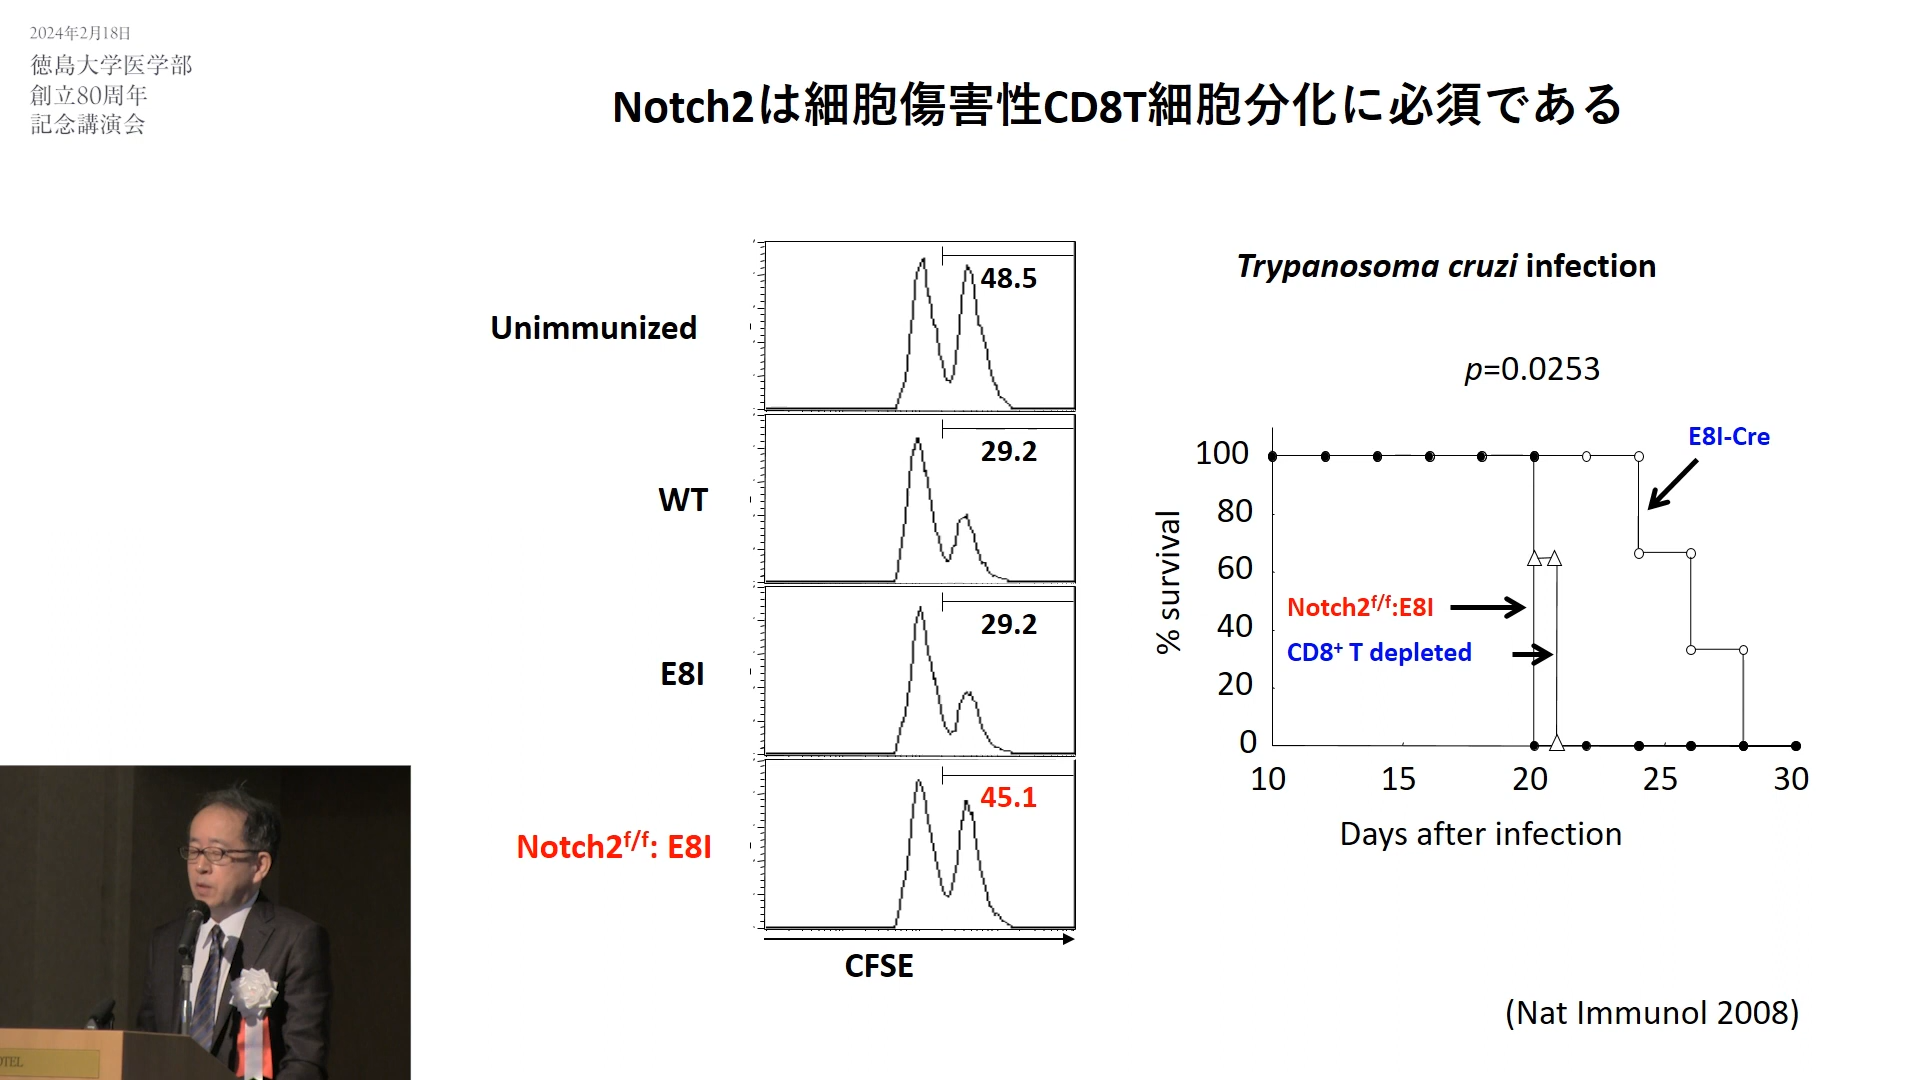 2024年2月18日
徳島大学医学部
創立80周年
記念講演会
Notch2は細胞傷害性CD8T細胞分化に必須である
Unimmunized
48.5
WT
29.2
E8I
29.2
Notch2f/f: E8I
45.1
CFSE
Trypanosoma cruzi infection
p=0.0253
E8I-Cre
Notch2f/f:E8I
CD8+ T depleted
% survival
100
80
60
40
20
0
10 15 20 25 30
Days after infection
(Nat Immunol 2008)
OTEL